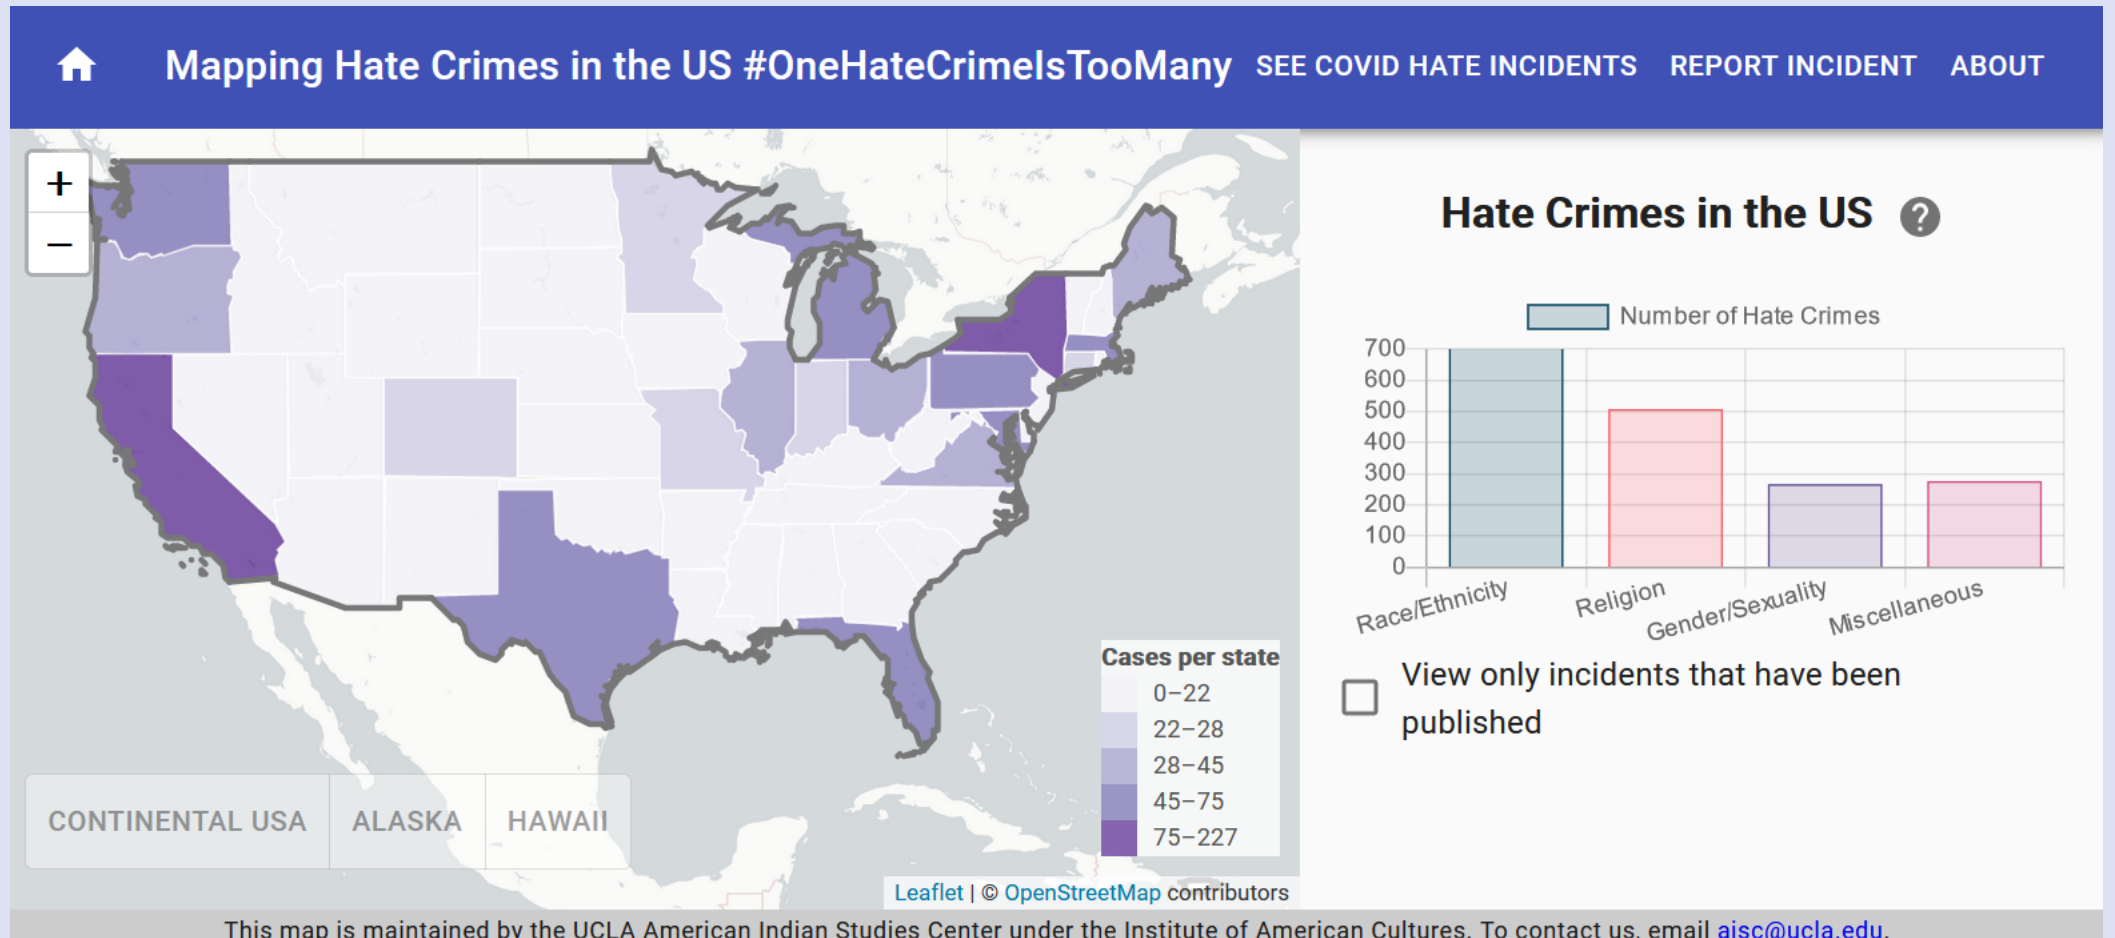 Mapping Hate Crimes in the US #OneHateCrimeIsTooMany
SEE COVID HATE INCIDENTS
REPORT INCIDENT
ABOUT
+
−
Hate Crimes in the US ?
Number of Hate Crimes
700
600
500
400
300
200
100
0
Race/Ethnicity
Religion
Gender/Sexuality
Miscellaneous
View only incidents that have been
published
Cases per state
0–22
22–28
28–45
45–75
75–227
CONTINENTAL USA
ALASKA
HAWAII
Leaflet | © OpenStreetMap contributors
This map is maintained by the UCLA American Indian Studies Center under the Institute of American Cultures. To contact us, email aisc@ucla.edu.